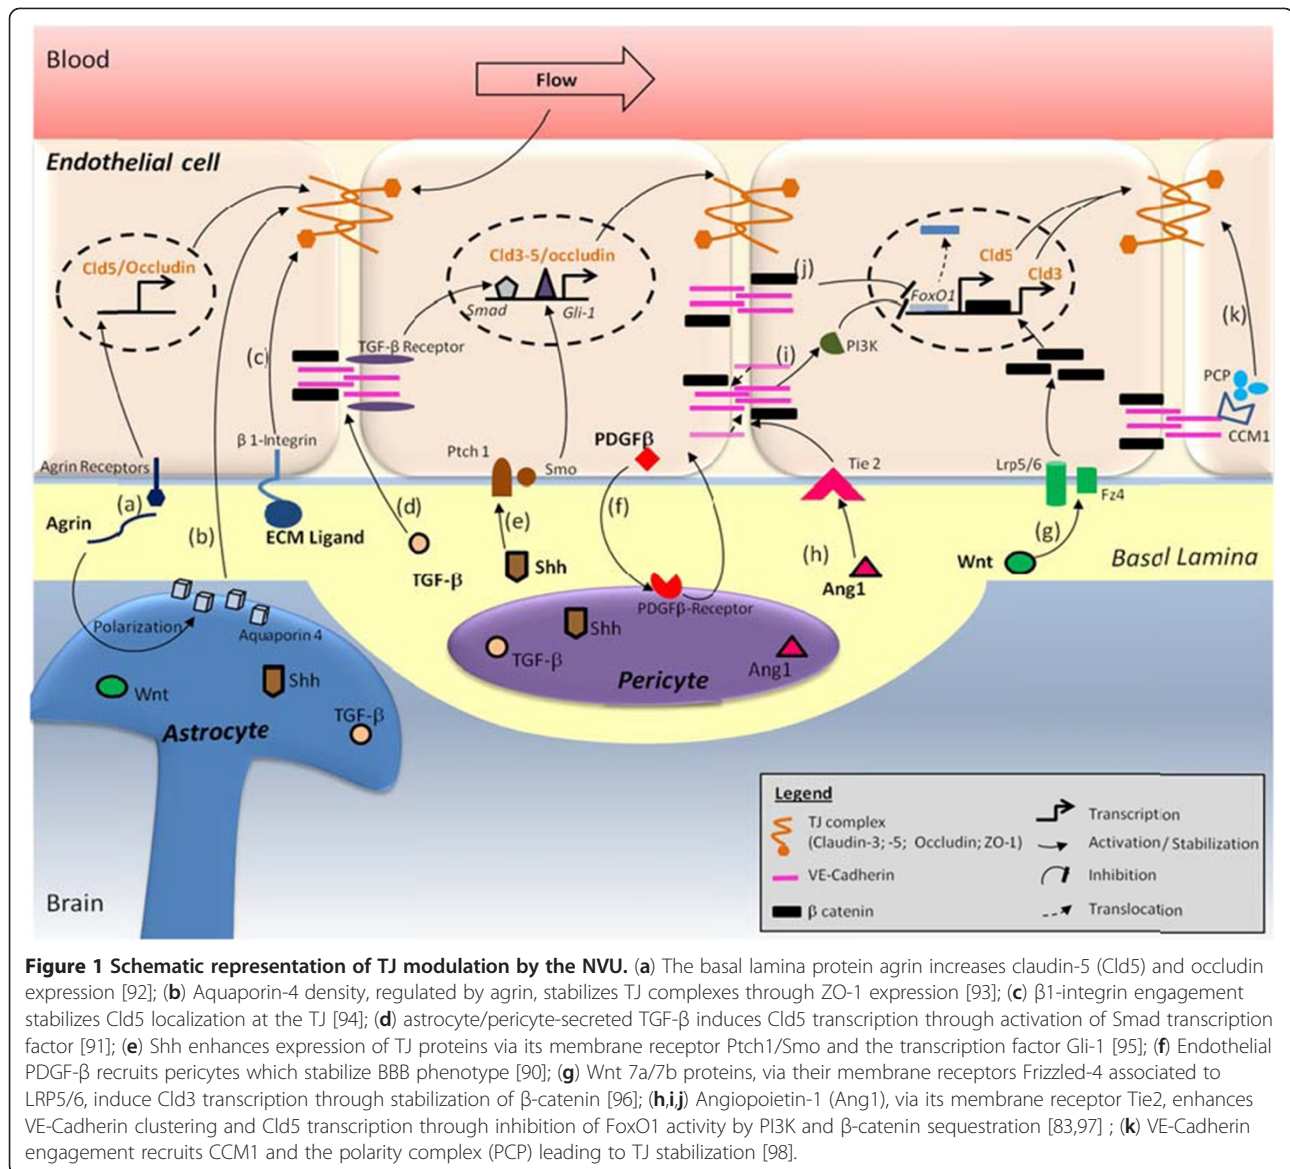 Blood
Flow
Endothelial cell
Cld5/Occludin
Cld3-5/occludin
Smad
Gli-1
Cld5
Cld3
FoxO1
(j)
(k)
(c)
TGF-β Receptor
(i)
PI3K
PCP
CCM1
β 1-Integrin
Ptch 1
Smo
PDGFβ
Tie 2
Lrp5/6
Fz4
Agrin Receptors
(a)
Agrin
(b)
ECM Ligand
(d)
TGF-β
(e)
Shh
(f)
(h)
Ang1
(g)
Wnt
Basal Lamina
Polarization
Aquaporin 4
PDGFβ-Receptor
Shh
TGF-β
Ang1
Pericyte
Wnt
Shh
TGF-β
Astrocyte
Brain
Legend
TJ complex
(Claudin-3; -5; Occludin; ZO-1)
VE-Cadherin
β catenin
Transcription
Activation/ Stabilization
Inhibition
Translocation
Figure 1 Schematic representation of TJ modulation by the NVU. (a) The basal lamina protein agrin increases claudin-5 (Cld5) and occludin
expression [92]; (b) Aquaporin-4 density, regulated by agrin, stabilizes TJ complexes through ZO-1 expression [93]; (c) β1-integrin engagement
stabilizes Cld5 localization at the TJ [94]; (d) astrocyte/pericyte-secreted TGF-β induces Cld5 transcription through activation of Smad transcription
factor [91]; (e) Shh enhances expression of TJ proteins via its membrane receptor Ptch1/Smo and the transcription factor Gli-1 [95]; (f) Endothelial
PDGF-β recruits pericytes which stabilize BBB phenotype [90]; (g) Wnt 7a/7b proteins, via their membrane receptors Frizzled-4 associated to
LRP5/6, induce Cld3 transcription through stabilization of β-catenin [96]; (h,i,j) Angiopoietin-1 (Ang1), via its membrane receptor Tie2, enhances
VE-Cadherin clustering and Cld5 transcription through inhibition of FoxO1 activity by PI3K and β-catenin sequestration [83,97] ; (k) VE-Cadherin
engagement recruits CCM1 and the polarity complex (PCP) leading to TJ stabilization [98].